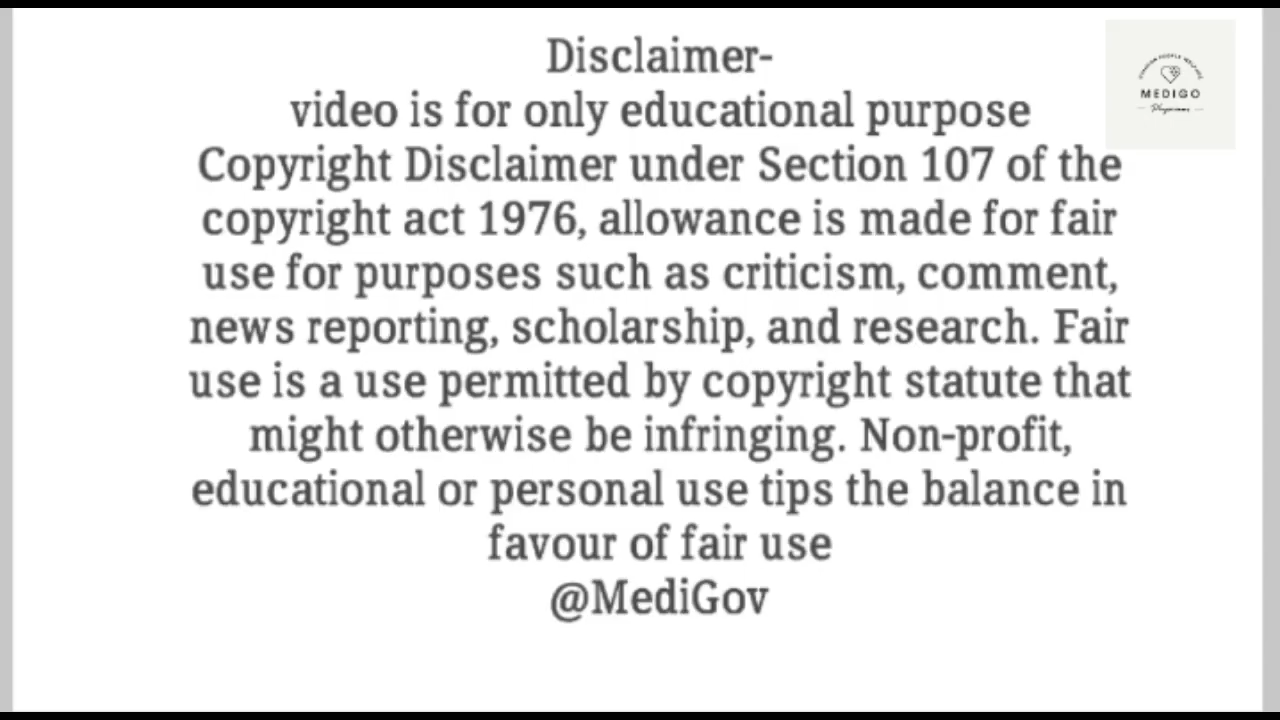 Disclaimer-
video is for only educational purpose
Copyright Disclaimer under Section 107 of the
copyright act 1976, allowance is made for fair
use for purposes such as criticism, comment,
news reporting, scholarship, and research. Fair
use is a use permitted by copyright statute that
might otherwise be infringing. Non-profit,
educational or personal use tips the balance in
favour of fair use
@MediGov
MEDIGO